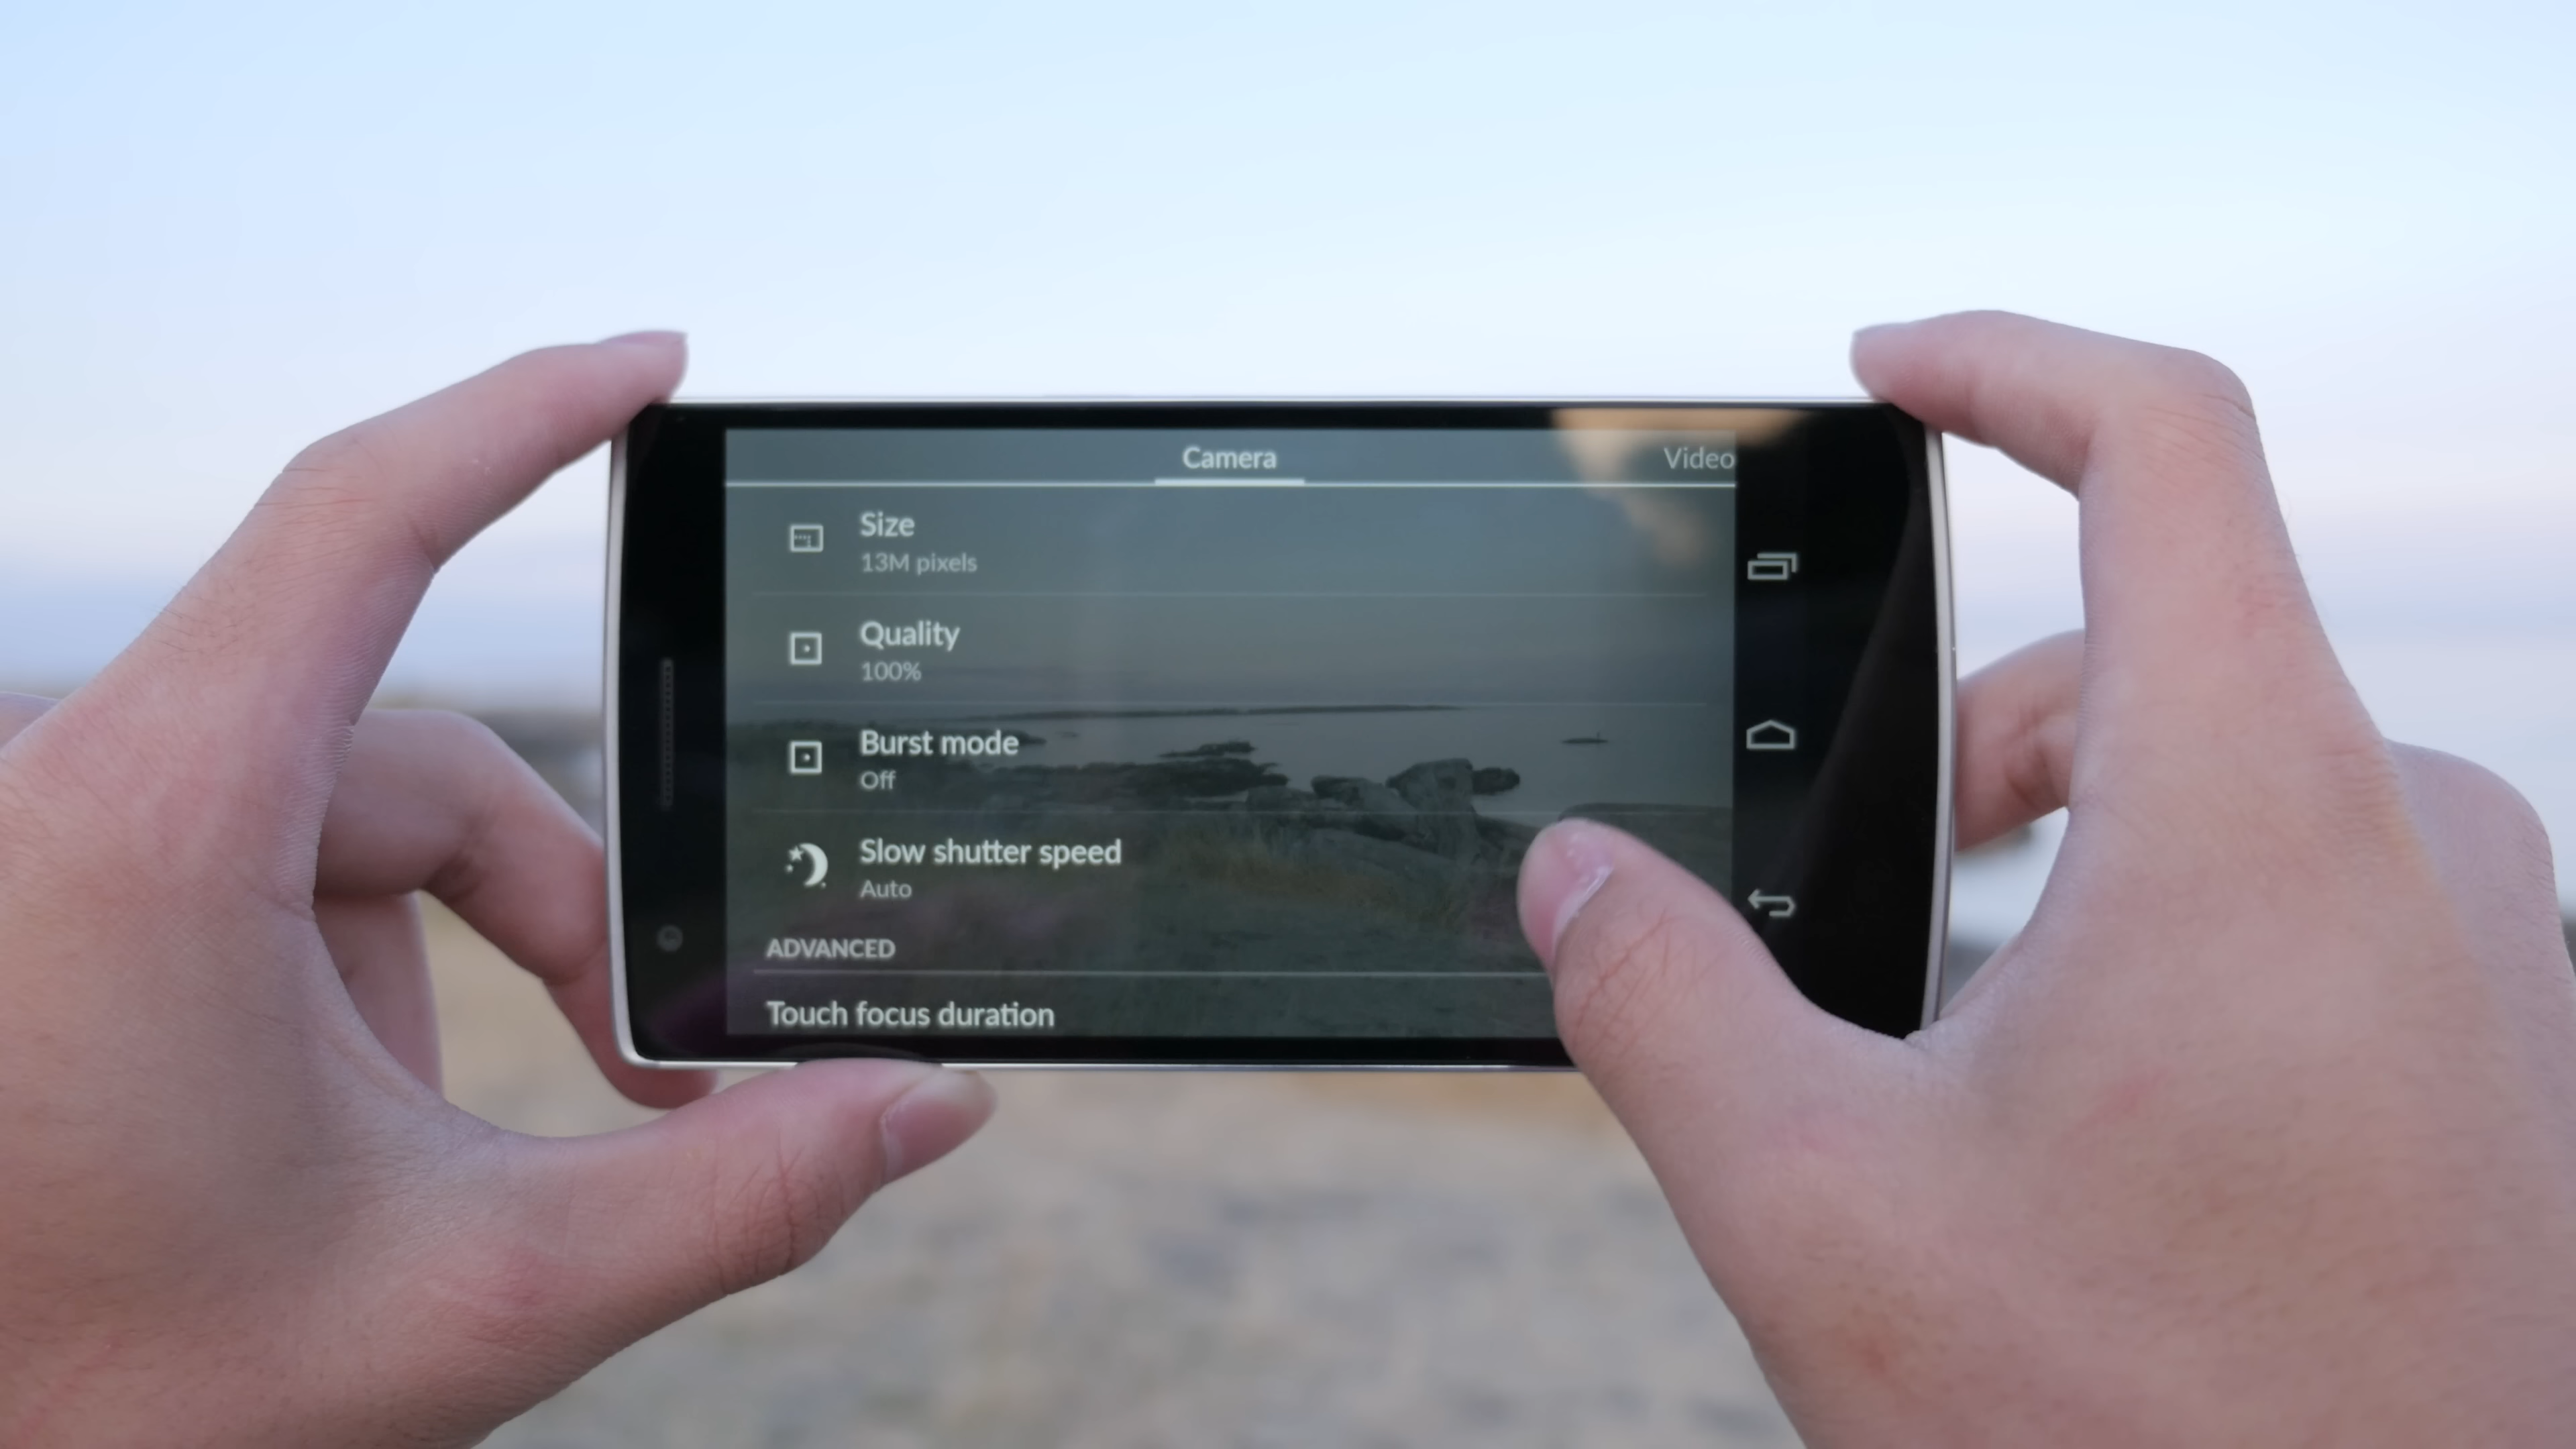 Camera Video
Size
13M pixels
Quality
100%
Burst mode
Off
Slow shutter speed
Auto
ADVANCED
Touch focus duration